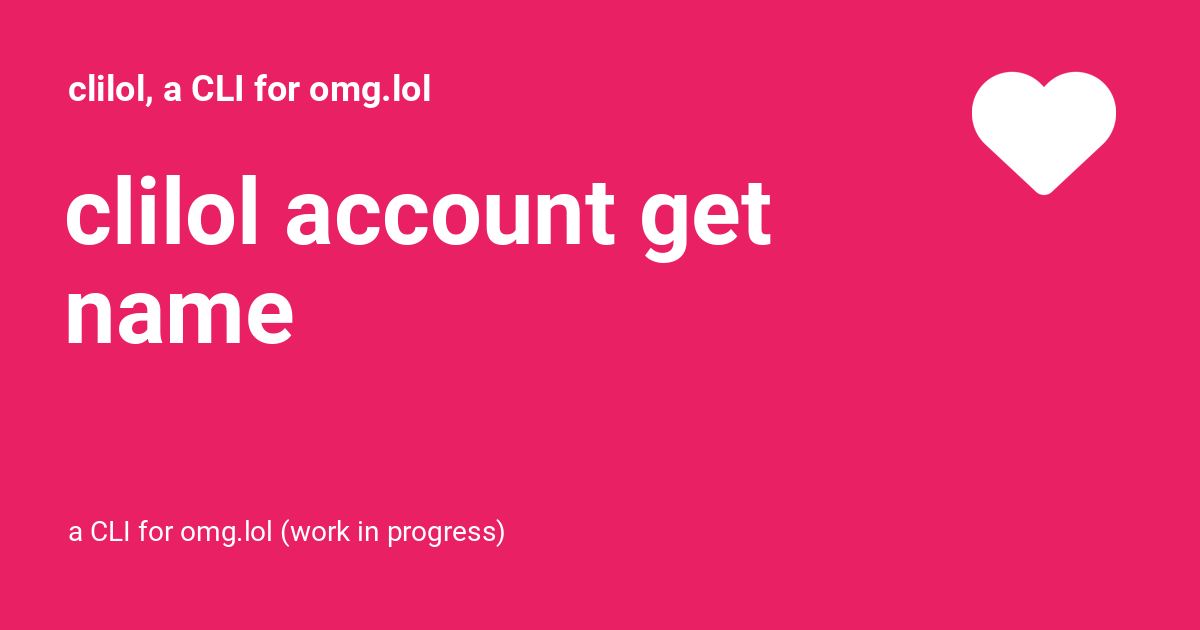 clilol, a CLI for omg.lol
clilol account get
name
a CLI for omg.lol (work in progress)